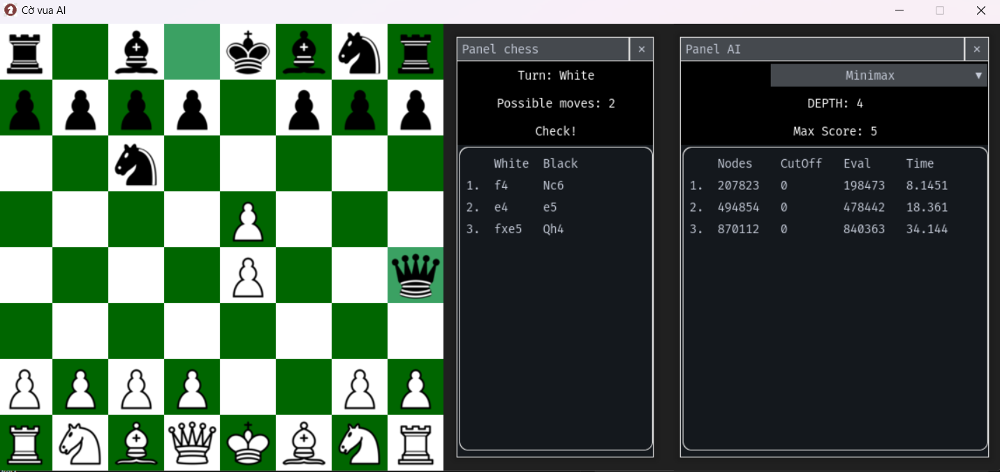 Cờ vua AI
Panel chess ×
Turn: White
Possible moves: 2
Check!
White Black
1. f4 Nc6
2. e4 e5
3. fxe5 Qh4
Panel AI ×
Minimax ▼
DEPTH: 4
Max Score: 5
Nodes CutOff Eval Time
1. 207823 0 198473 8.1451
2. 494854 0 478442 18.361
3. 870112 0 840363 34.144